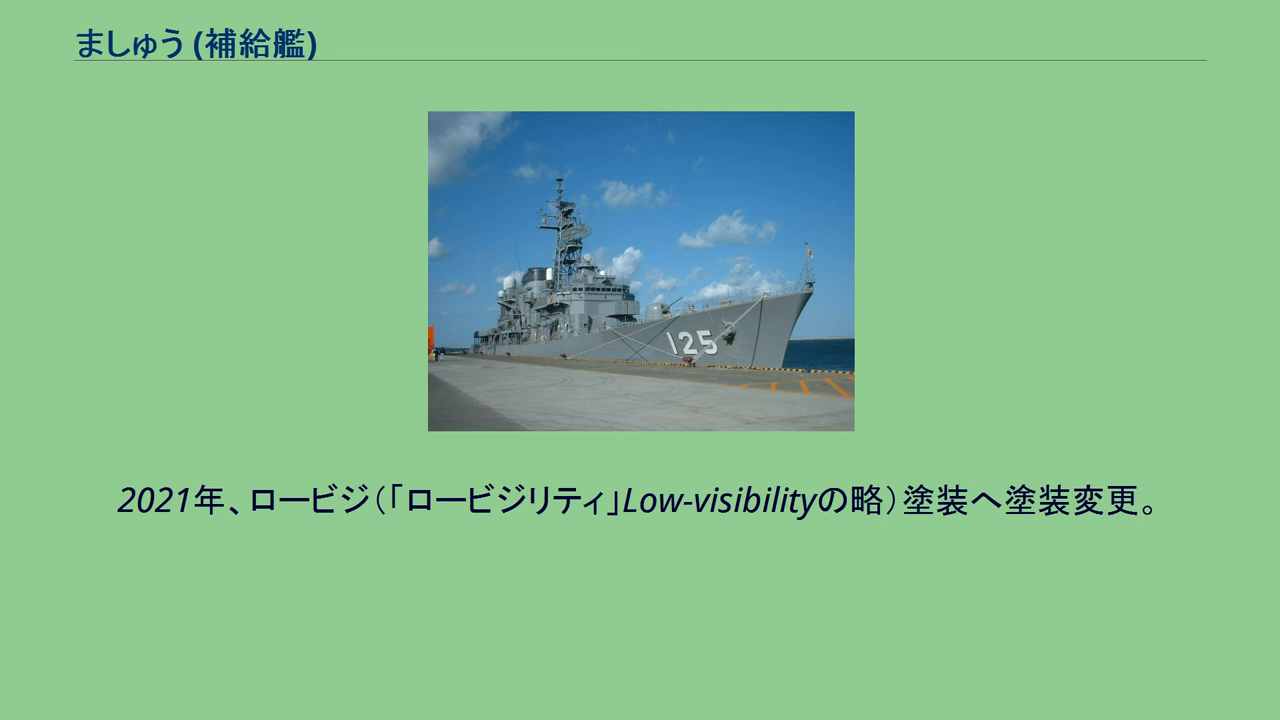 ましゅう (補給艦)
125
2021年、ロービジ（「ロービジリティ」Low-visibilityの略）塗装へ塗装変更。